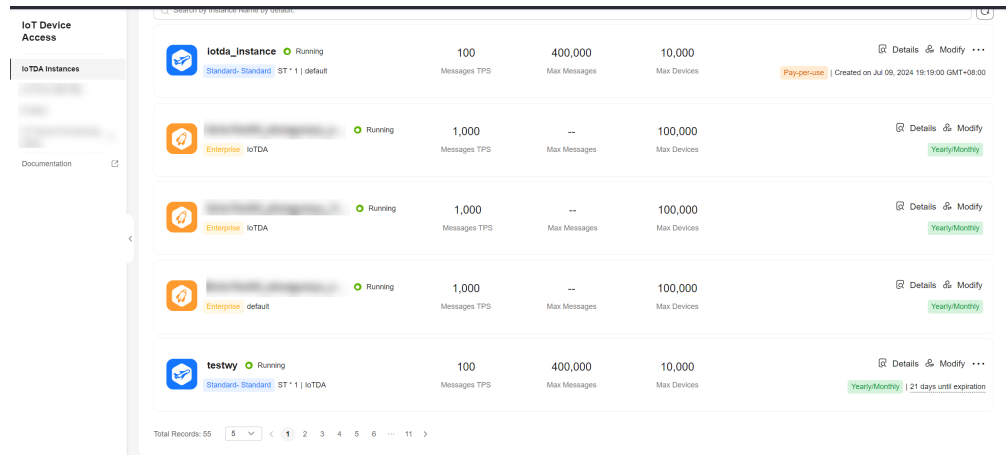 IoT Device
Access
Search by Instance Name by default.
IoTDA Instances
Documentation
iotda_instance Running
Standard- Standard ST * 1 | default
100
Messages TPS
400,000
Max Messages
10,000
Max Devices
Details Modify ···
Pay-per-use | Created on Jul 09, 2024 19:19:00 GMT+08:00
Running
Enterprise IoTDA
1,000
Messages TPS
--
Max Messages
100,000
Max Devices
Details Modify
Yearly/Monthly
Running
Enterprise IoTDA
1,000
Messages TPS
--
Max Messages
100,000
Max Devices
Details Modify
Yearly/Monthly
Running
Enterprise default
1,000
Messages TPS
--
Max Messages
100,000
Max Devices
Details Modify
Yearly/Monthly
testwy Running
Standard- Standard ST * 1 | IoTDA
100
Messages TPS
400,000
Max Messages
10,000
Max Devices
Details Modify ···
Yearly/Monthly | 21 days until expiration
Total Records: 55 5 < 1 2 3 4 5 6 ··· 11 >